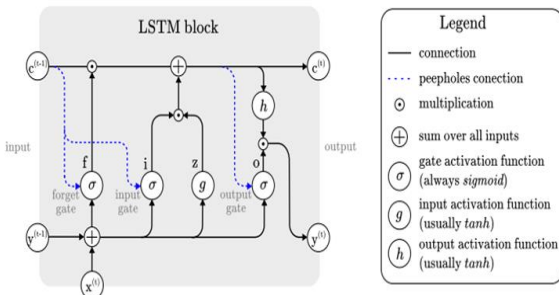 LSTM block
c(t-1)
c(t)
h
input
output
f
i
z
o
σ
σ
g
σ
forget
gate
input
gate
output
gate
y(t-1)
y(t)
x(t)
Legend
connection
peepholes conection
multiplication
sum over all inputs
σ
gate activation function
(always sigmoid)
g
input activation function
(usually tanh)
h
output activation function
(usually tanh)